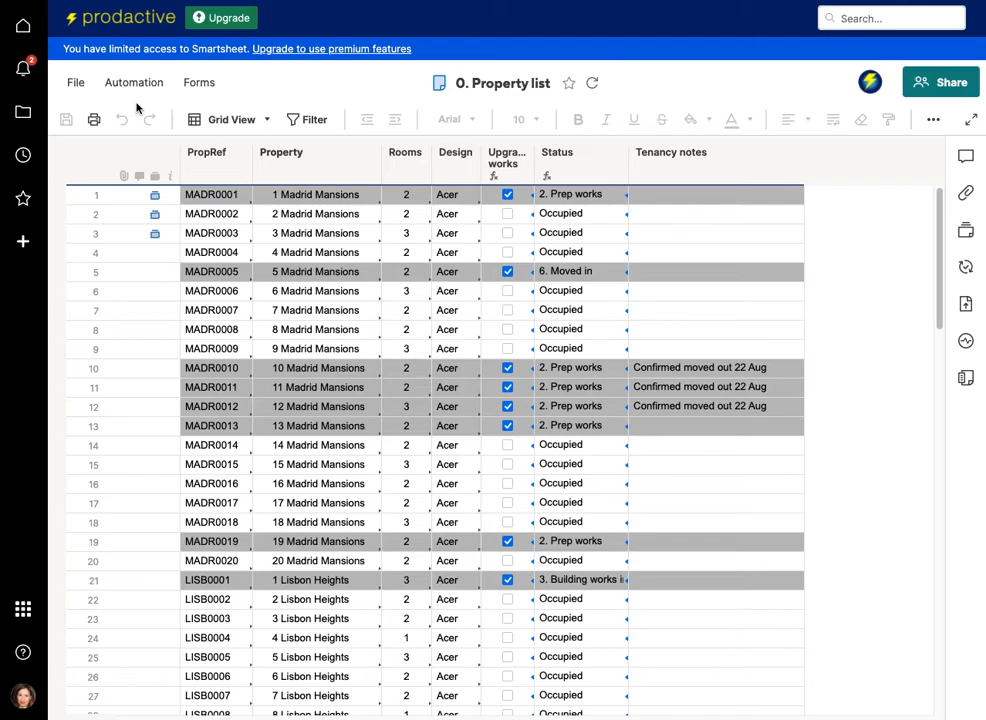 prodactive
Upgrade
Search...
2
You have limited access to Smartsheet. Upgrade to use premium features
File
Automation
Forms
0. Property list
Share
Grid View
Filter
Arial
10
B
I
U
S
A
PropRef Property Rooms Design Upgra... works Status Tenancy notes
fx fx
1 MADR0001 1 Madrid Mansions 2 Acer 2. Prep works
2 MADR0002 2 Madrid Mansions 2 Acer Occupied
3 MADR0003 3 Madrid Mansions 3 Acer Occupied
4 MADR0004 4 Madrid Mansions 2 Acer Occupied
5 MADR0005 5 Madrid Mansions 2 Acer 6. Moved in
6 MADR0006 6 Madrid Mansions 3 Acer Occupied
7 MADR0007 7 Madrid Mansions 2 Acer Occupied
8 MADR0008 8 Madrid Mansions 2 Acer Occupied
9 MADR0009 9 Madrid Mansions 3 Acer Occupied
10 MADR0010 10 Madrid Mansions 2 Acer 2. Prep works Confirmed moved out 22 Aug
11 MADR0011 11 Madrid Mansions 2 Acer 2. Prep works Confirmed moved out 22 Aug
12 MADR0012 12 Madrid Mansions 3 Acer 2. Prep works Confirmed moved out 22 Aug
13 MADR0013 13 Madrid Mansions 2 Acer 2. Prep works
14 MADR0014 14 Madrid Mansions 2 Acer Occupied
15 MADR0015 15 Madrid Mansions 3 Acer Occupied
16 MADR0016 16 Madrid Mansions 2 Acer Occupied
17 MADR0017 17 Madrid Mansions 2 Acer Occupied
18 MADR0018 18 Madrid Mansions 3 Acer Occupied
19 MADR0019 19 Madrid Mansions 2 Acer 2. Prep works
20 MADR0020 20 Madrid Mansions 2 Acer Occupied
21 LISB0001 1 Lisbon Heights 3 Acer 3. Building works i
22 LISB0002 2 Lisbon Heights 2 Acer Occupied
23 LISB0003 3 Lisbon Heights 2 Acer Occupied
24 LISB0004 4 Lisbon Heights 1 Acer Occupied
25 LISB0005 5 Lisbon Heights 3 Acer Occupied
26 LISB0006 6 Lisbon Heights 2 Acer Occupied
27 LISB0007 7 Lisbon Heights 2 Acer Occupied
28 LISB0008 8 Lisbon Heights 1 Acer Occupied